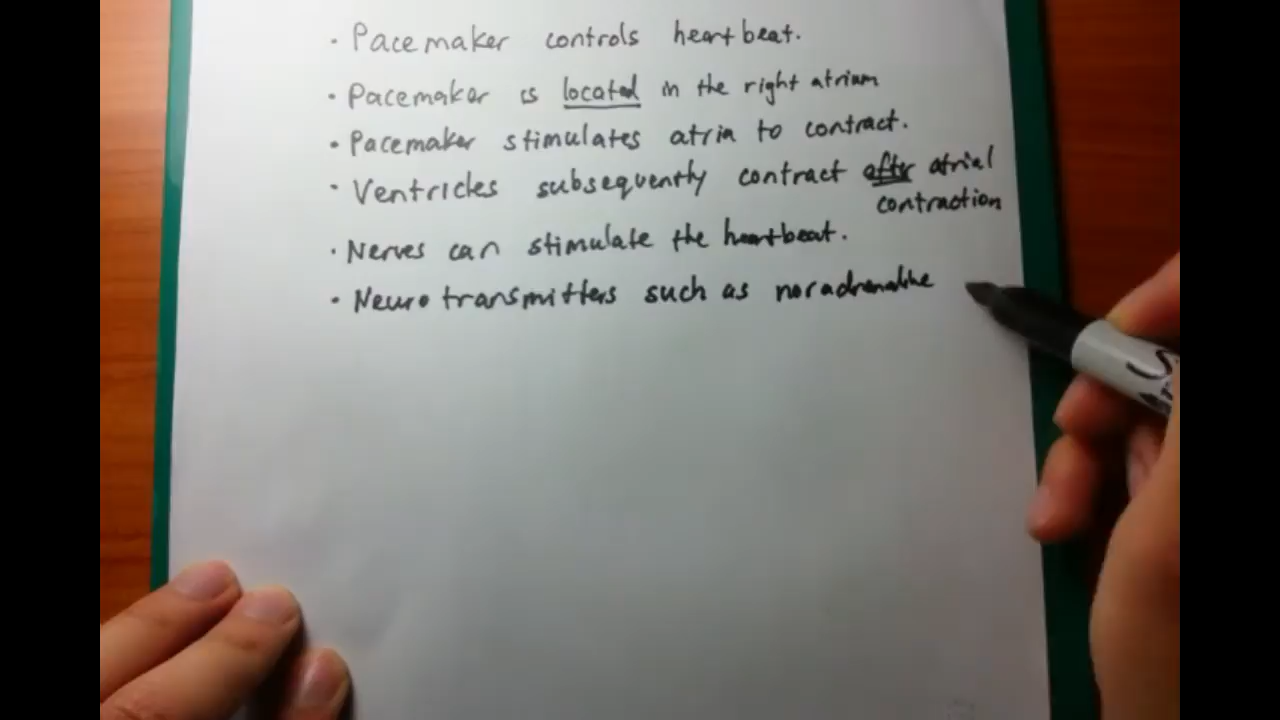 · Pacemaker controls heartbeat.
· Pacemaker is located in the right atrium
· Pacemaker stimulates atria to contract.
· Ventricles subsequently contract after atrial
contraction
· Nerves can stimulate the heartbeat.
· Neurotransmitters such as noradrenaline